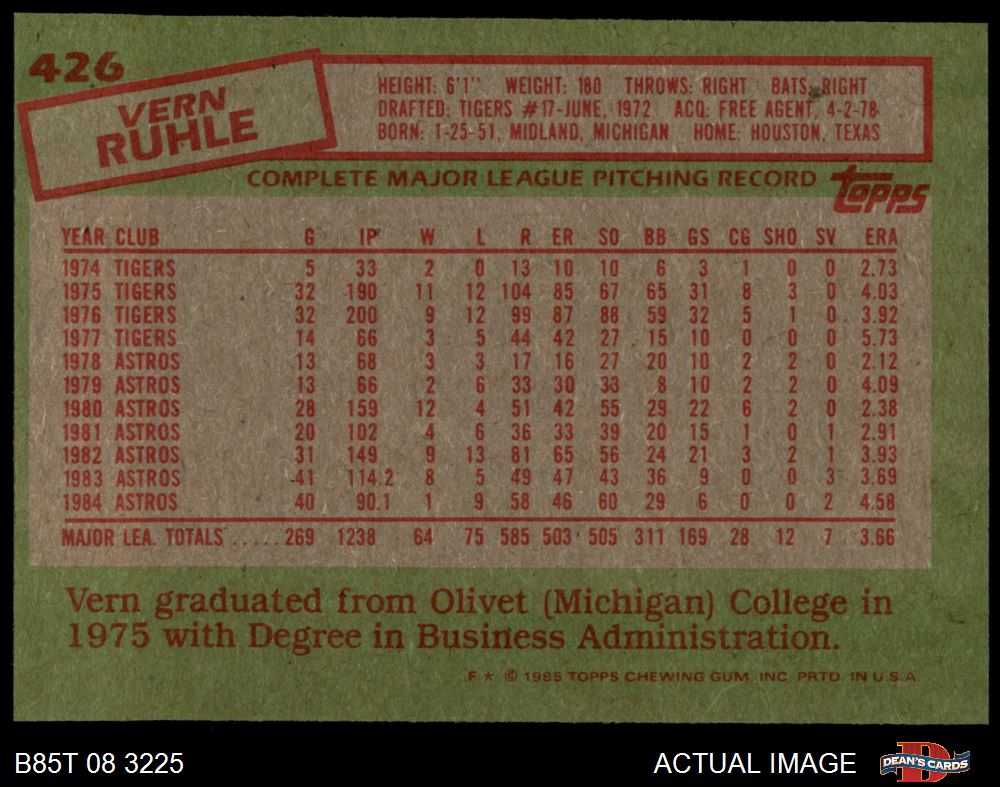 426
VERN
RUHLE
HEIGHT: 6'1" WEIGHT: 180 THROWS: RIGHT BATS: RIGHT
DRAFTED: TIGERS #17-JUNE, 1972 ACQ: FREE AGENT, 4-2-78
BORN: 1-25-51, MIDLAND, MICHIGAN HOME: HOUSTON, TEXAS
COMPLETE MAJOR LEAGUE PITCHING RECORD
topps
YEAR CLUB G IP W L R ER SO BB GS CG SHO SV ERA
1974 TIGERS 5 33 2 0 13 10 10 6 3 1 0 0 2.73
1975 TIGERS 32 190 11 12 104 85 67 65 31 8 3 0 4.03
1976 TIGERS 32 200 9 12 99 87 88 59 32 5 1 0 3.92
1977 TIGERS 14 66 3 5 44 42 27 15 10 0 0 0 5.73
1978 ASTROS 13 68 3 3 17 16 27 20 10 2 2 0 2.12
1979 ASTROS 13 66 2 6 33 30 33 8 10 2 2 0 4.09
1980 ASTROS 28 159 12 4 51 42 55 29 22 6 2 0 2.38
1981 ASTROS 20 102 4 6 36 33 39 20 15 1 0 1 2.91
1982 ASTROS 31 149 9 13 81 65 56 24 21 3 2 1 3.93
1983 ASTROS 41 114.2 8 5 49 47 43 36 9 0 0 3 3.69
1984 ASTROS 40 90.1 1 9 58 46 60 29 6 0 0 2 4.58
MAJOR LEA. TOTALS.....269 1238 64 75 585 503 505 311 169 28 12 7 3.66
Vern graduated from Olivet (Michigan) College in
1975 with Degree in Business Administration.
F * © 1985 TOPPS CHEWING GUM, INC. PRTD. IN U.S.A
B85T 08 3225
ACTUAL IMAGE
D
DEAN'S CARDS